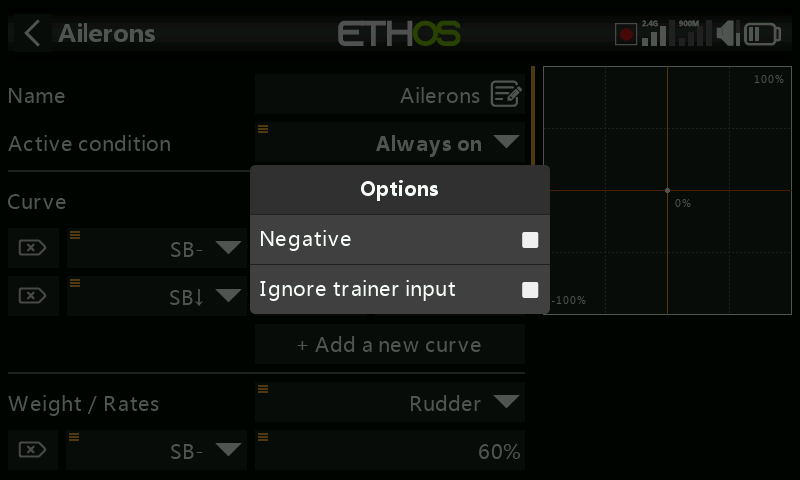 Ailerons
ETHOS
2.4G
900M
Name
Ailerons
Active condition
Always on
100%
Options
Negative
Ignore trainer input
Curve
SB-
SB↓
0%
-100%
+ Add a new curve
Weight / Rates
Rudder
SB-
60%